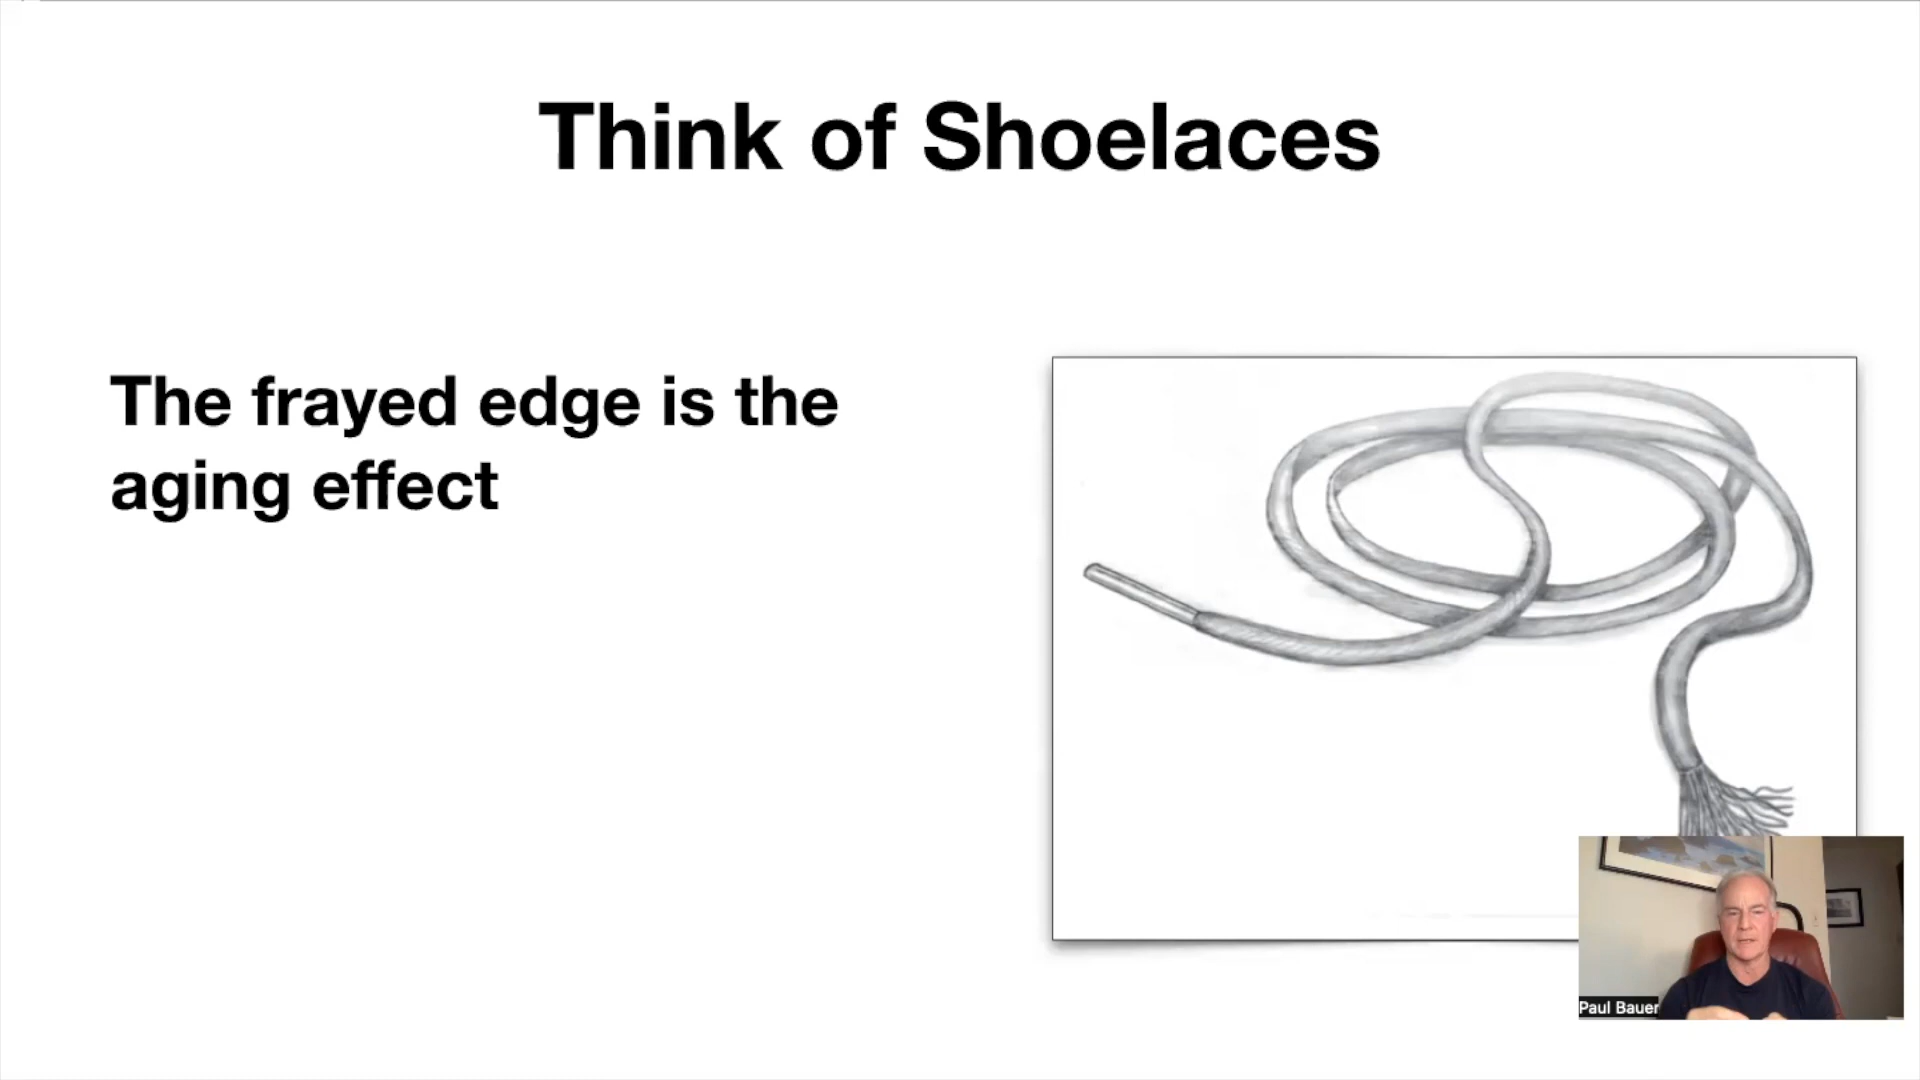 Think of Shoelaces
The frayed edge is the
aging effect
Paul Bauer